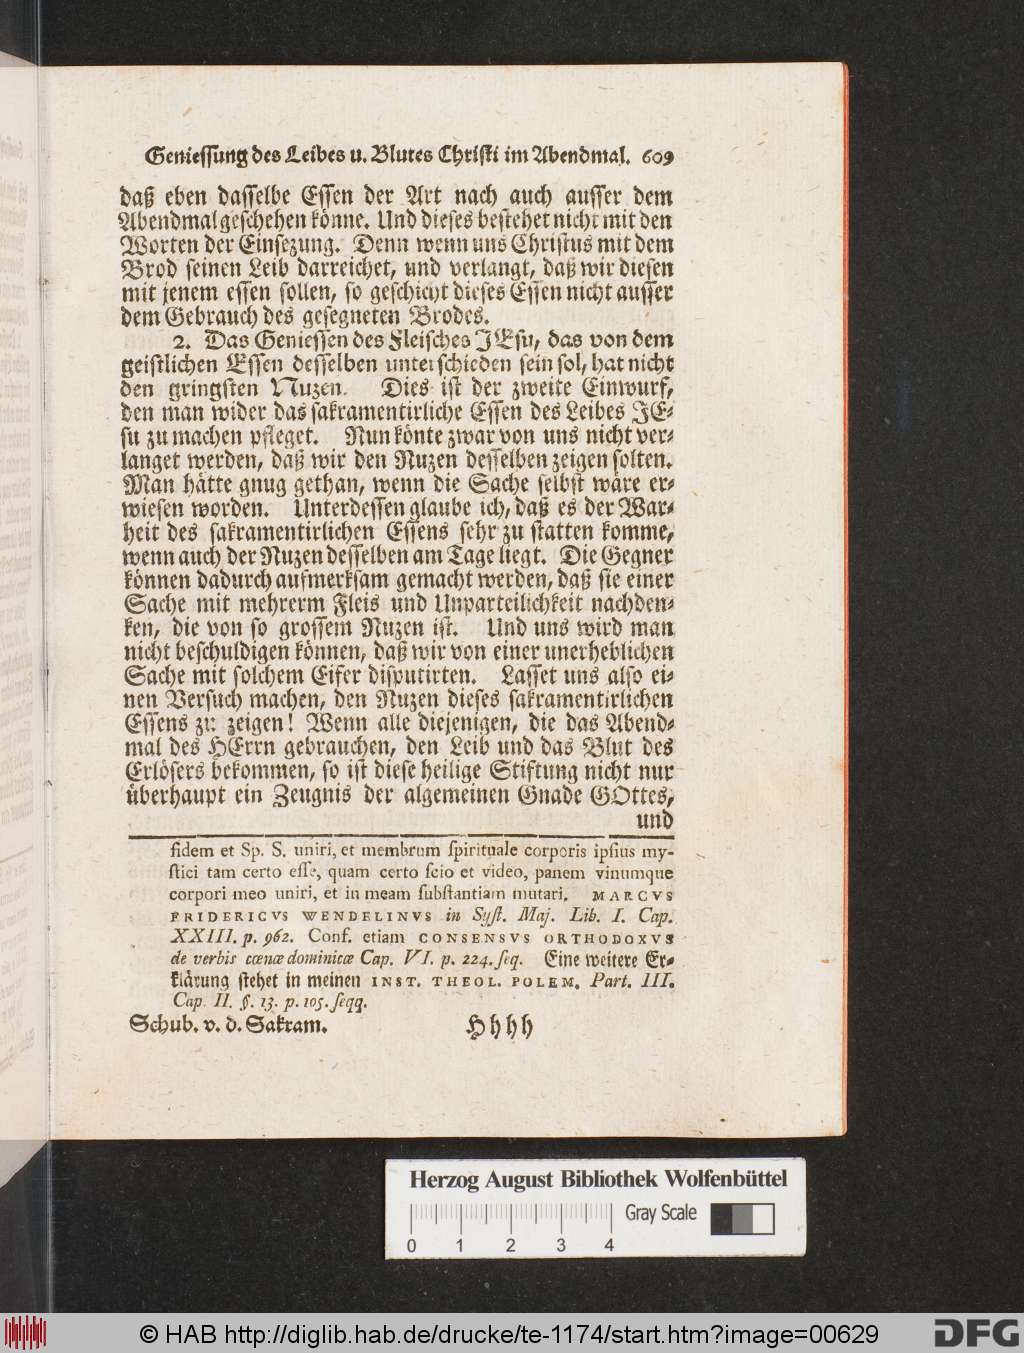 Geniessung des Leibes u. Blutes Christi im Abendmal. 609
daß eben dasselbe Essen der Art nach auch ausser dem
Abendmal geschehen könne. Und dieses bestehet nicht mit den
Worten der Einsezung. Denn wenn uns Christus mit dem
Brod seinen Leib darreichet, und verlangt, daß wir diesen
mit jenem essen sollen, so geschicht dieses Essen nicht ausser
dem Gebrauch des gesegneten Brodes.
2. Das Geniessen des Fleisches JEsu, das von dem
geistlichen Essen desselben unterschieden sein sol, hat nicht
den gringsten Nuzen. Dies ist der zweite Einwurf,
den man wider das sakramentirliche Essen des Leibes JE-
su zu machen pfleget. Nun könte zwar von uns nicht ver-
langet werden, daß wir den Nuzen desselben zeigen solten.
Man hätte gnug gethan, wenn die Sache selbst wäre er-
wiesen worden. Unterdessen glaube ich, daß es der War-
heit des sakramentirlichen Essens sehr zu statten komme,
wenn auch der Nuzen desselben am Tage liegt. Die Gegner
können dadurch aufmerksam gemacht werden, daß sie einer
Sache mit mehrerm Fleis und Unparteilichkeit nachden-
ken, die von so grossem Nuzen ist. Und uns wird man
nicht beschuldigen können, daß wir von einer unerheblichen
Sache mit solchem Eifer disputirten. Lasset uns also ei-
nen Versuch machen, den Nuzen dieses sakramentirlichen
Essens zu zeigen! Wenn alle diejenigen, die das Abend-
mal des HErrn gebrauchen, den Leib und das Blut des
Erlösers bekommen, so ist diese heilige Stiftung nicht nur
überhaupt ein Zeugnis der algemeinen Gnade GOttes,
und
fidem et Sp. S. uniri, et membrum spirituale corporis ipsius my-
stici tam certo esse, quam certo scio et video, panem vinumque
corpori meo uniri, et in meam substantiam mutari. MARCVS
FRIDERICVS WENDELINVS in Syst. Maj. Lib. I. Cap.
XXIII. p. 962. Conf. etiam CONSENSVS ORTHODOXVS
de verbis cœnæ dominicæ Cap. VI. p. 224. seq. Eine weitere Er-
klärung stehet in meinen INST. THEOL. POLEM. Part. III.
Cap. II. §. 13. p. 105. seqq.
Schub. v. d. Sakram. Hhhh
Herzog August Bibliothek Wolfenbüttel
Gray Scale
0 1 2 3 4
© HAB http://diglib.hab.de/drucke/te-1174/start.htm?image=00629
DFG